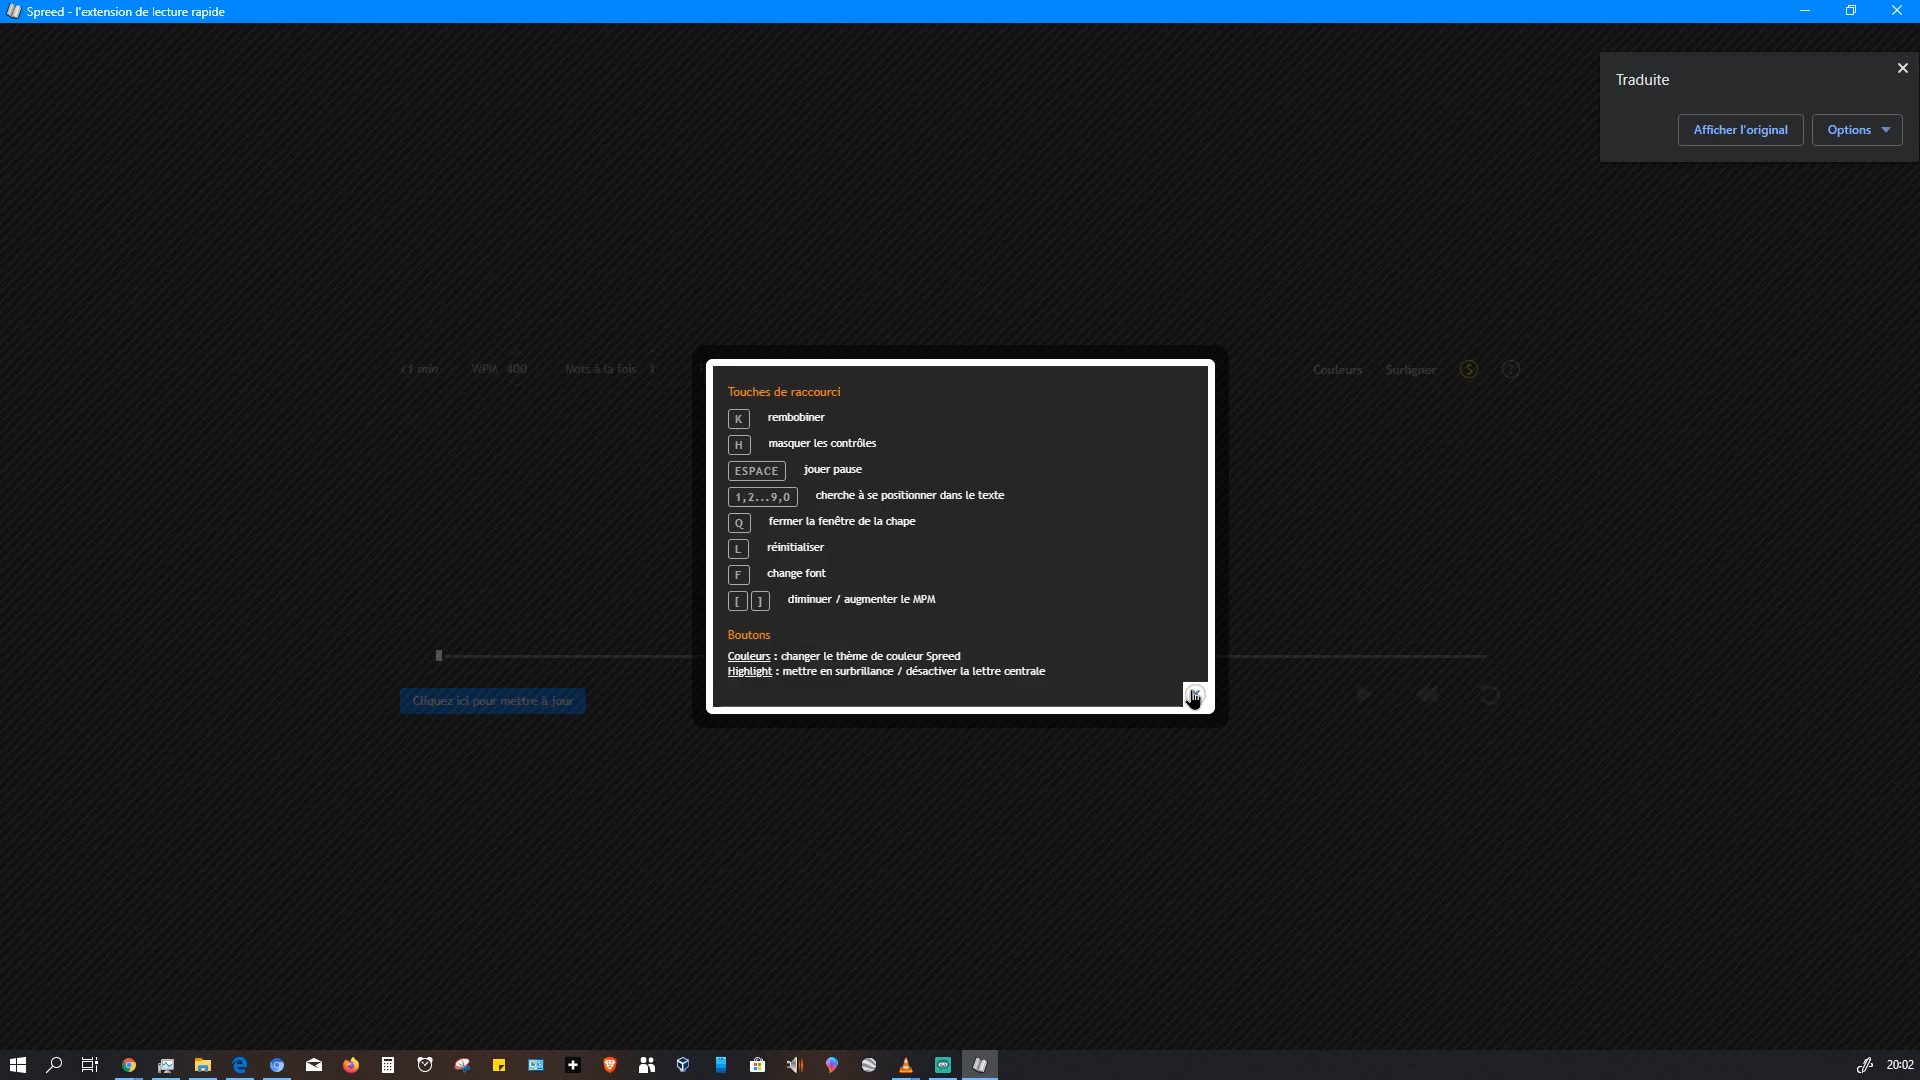 Spreed - l'extension de lecture rapide
Traduite
Afficher l'original
Options
<1 min WPM 400 Mots à la fois 1
Couleurs Surligner $ ?
Touches de raccourci
K rembobiner
H masquer les contrôles
ESPACE jouer pause
1,2...9,0 cherche à se positionner dans le texte
Q fermer la fenêtre de la chape
L réinitialiser
F change font
[ ] diminuer / augmenter le MPM
Boutons
Couleurs : changer le thème de couleur Spreed
Highlight : mettre en surbrillance / désactiver la lettre centrale
Cliquez ici pour mettre à jour
20:02